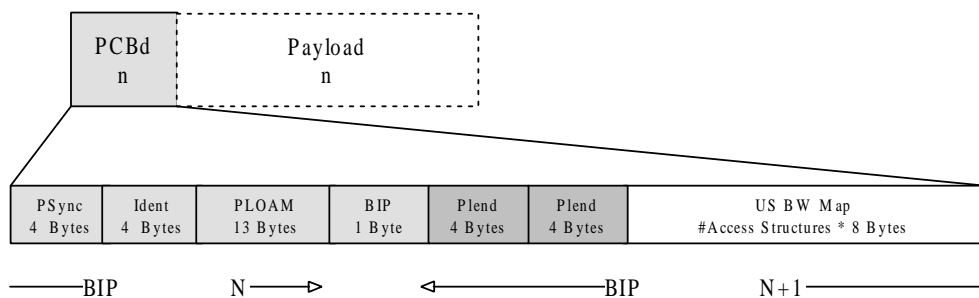 PCBd
n
Payload
n
PSync
4 Bytes
Ident
4 Bytes
PLOAM
13 Bytes
BIP
1 Byte
Plend
4 Bytes
Plend
4 Bytes
US BW Map
#Access Structures * 8 Bytes
BIP N BIP N+1